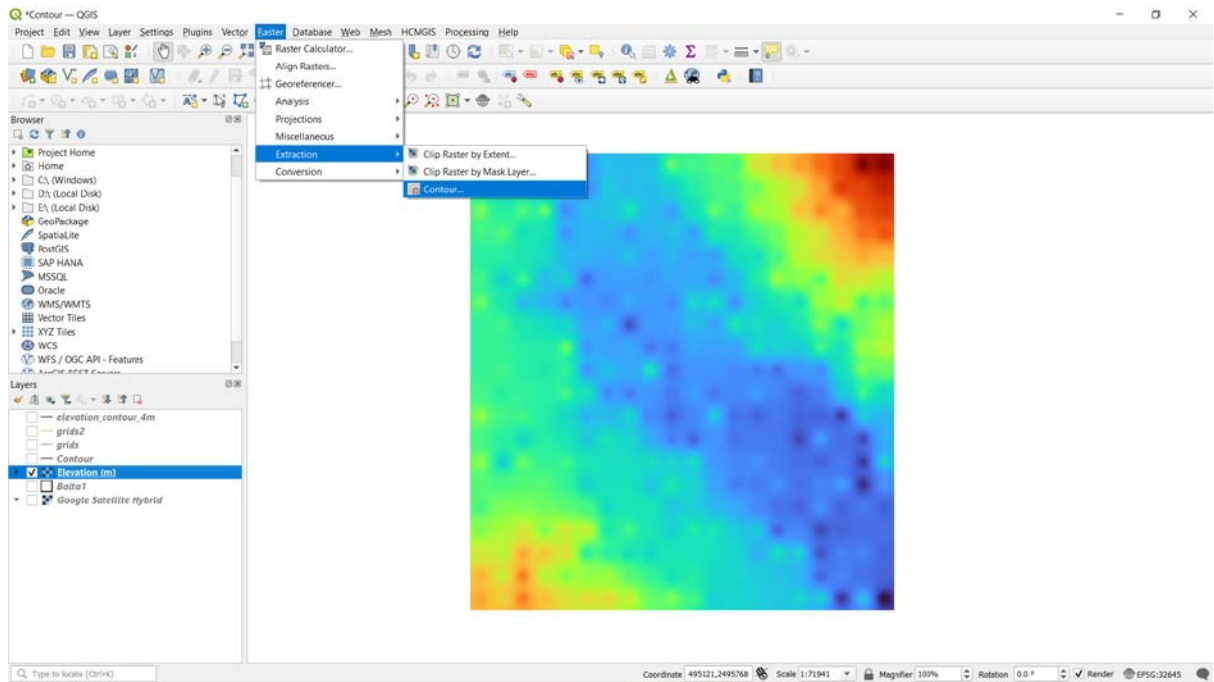 *Contour — QGIS
Project Edit View Layer Settings Plugins Vector Raster Database Web Mesh HCMGIS Processing Help
Raster Calculator...
Align Rasters...
Georeferencer...
Analysis
Projections
Miscellaneous
Extraction
Conversion
Clip Raster by Extent...
Clip Raster by Mask Layer...
Contour...
Browser
Project Home
Home
C:\ (Windows)
D:\ (Local Disk)
E:\ (Local Disk)
GeoPackage
SpatiaLite
PostGIS
SAP HANA
MSSQL
Oracle
WMS/WMTS
Vector Tiles
XYZ Tiles
WCS
WFS / OGC API - Features
Layers
elevation_contour_4m
grids2
grids
Contour
Elevation (m)
Baita1
Google Satellite Hybrid
Type to locate (Ctrl+K)
Coordinate 495121,2495768 Scale 1:71941 Magnifier 100% Rotation 0.0 ° Render EPSG:32645